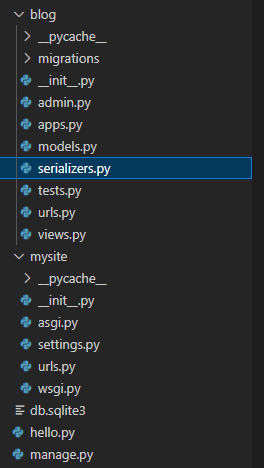 blog
__pycache__
migrations
__init__.py
admin.py
apps.py
models.py
serializers.py
tests.py
urls.py
views.py
mysite
__pycache__
__init__.py
asgi.py
settings.py
urls.py
wsgi.py
db.sqlite3
hello.py
manage.py